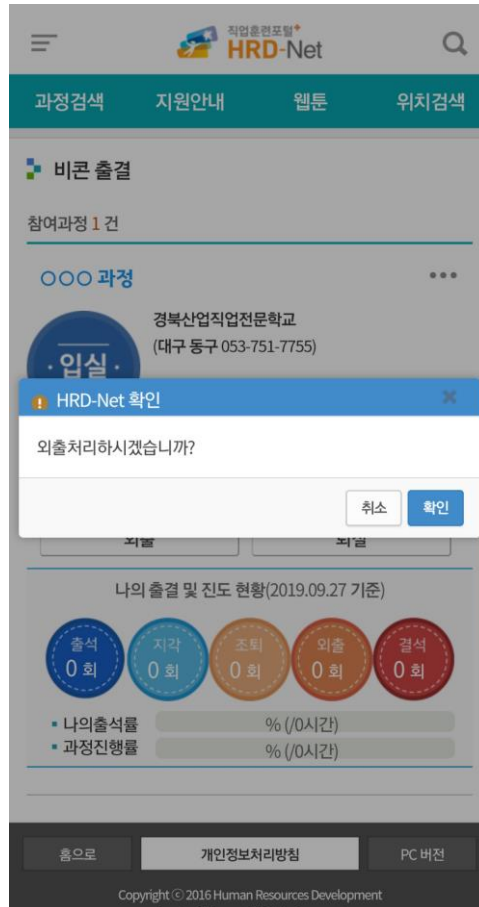 직업훈련포털
HRD-Net
과정검색 지원안내 웹툰 위치검색
비콘 출결
참여과정 1 건
○○○ 과정
경북산업직업전문학교
(대구 동구 053-751-7755)
· 입실 ·
HRD-Net 확인
외출처리하시겠습니까?
취소 확인
외출
나의 출결 및 진도 현황(2019.09.27 기준)
출석 지각 조퇴 외출 결석
0 회 0 회 0 회 0 회 0 회
나의출석률 % (/0시간)
과정진행률 % (/0시간)
홈으로 개인정보처리방침 PC 버전
Copyright ⓒ 2016 Human Resources Development